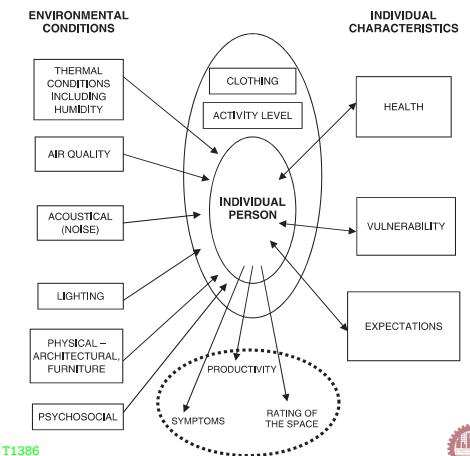 ENVIRONMENTAL
CONDITIONS
INDIVIDUAL
CHARACTERISTICS
THERMAL
CONDITIONS
INCLUDING
HUMIDITY
AIR QUALITY
ACOUSTICAL
(NOISE)
LIGHTING
PHYSICAL –
ARCHITECTURAL,
FURNITURE
PSYCHOSOCIAL
CLOTHING
ACTIVITY LEVEL
INDIVIDUAL
PERSON
HEALTH
VULNERABILITY
EXPECTATIONS
PRODUCTIVITY
SYMPTOMS
RATING OF
THE SPACE
T1386